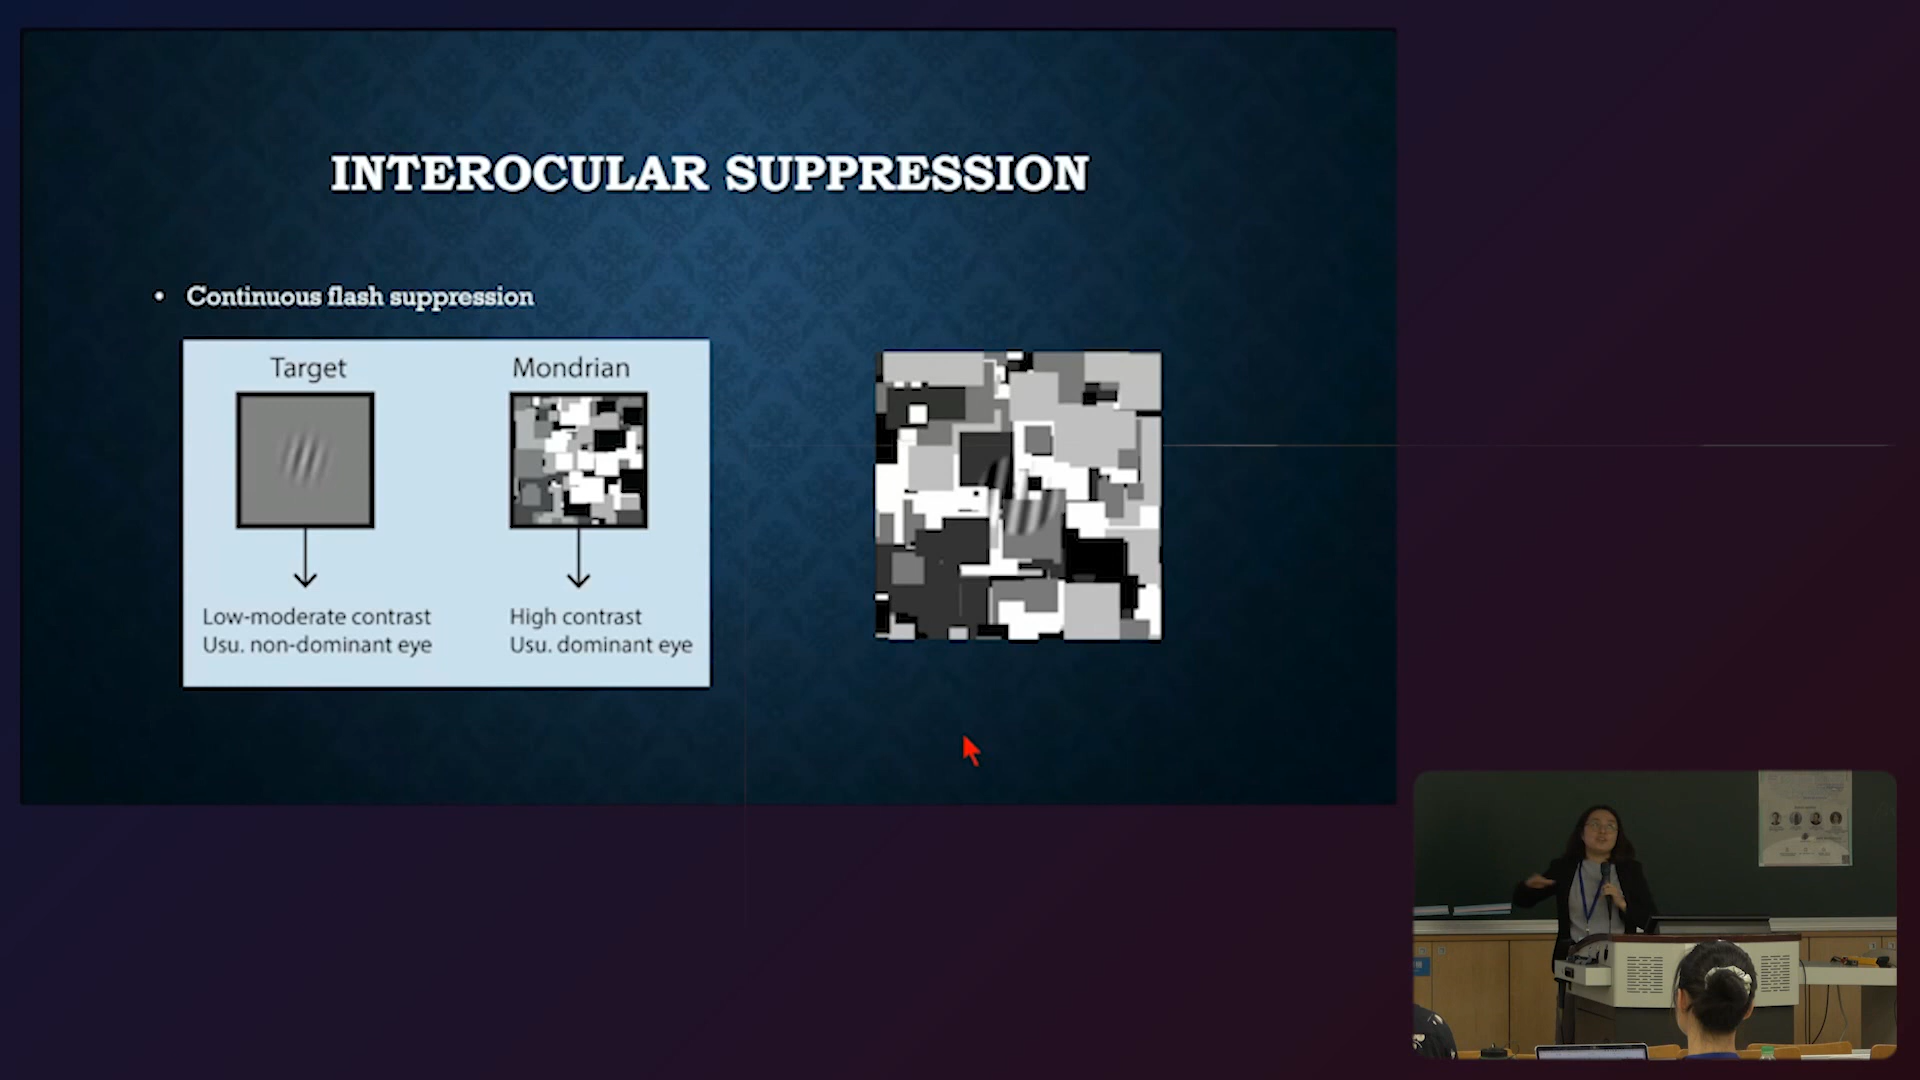 INTEROCULAR SUPPRESSION
• Continuous flash suppression
Target
Mondrian
Low-moderate contrast
Usu. non-dominant eye
High contrast
Usu. dominant eye